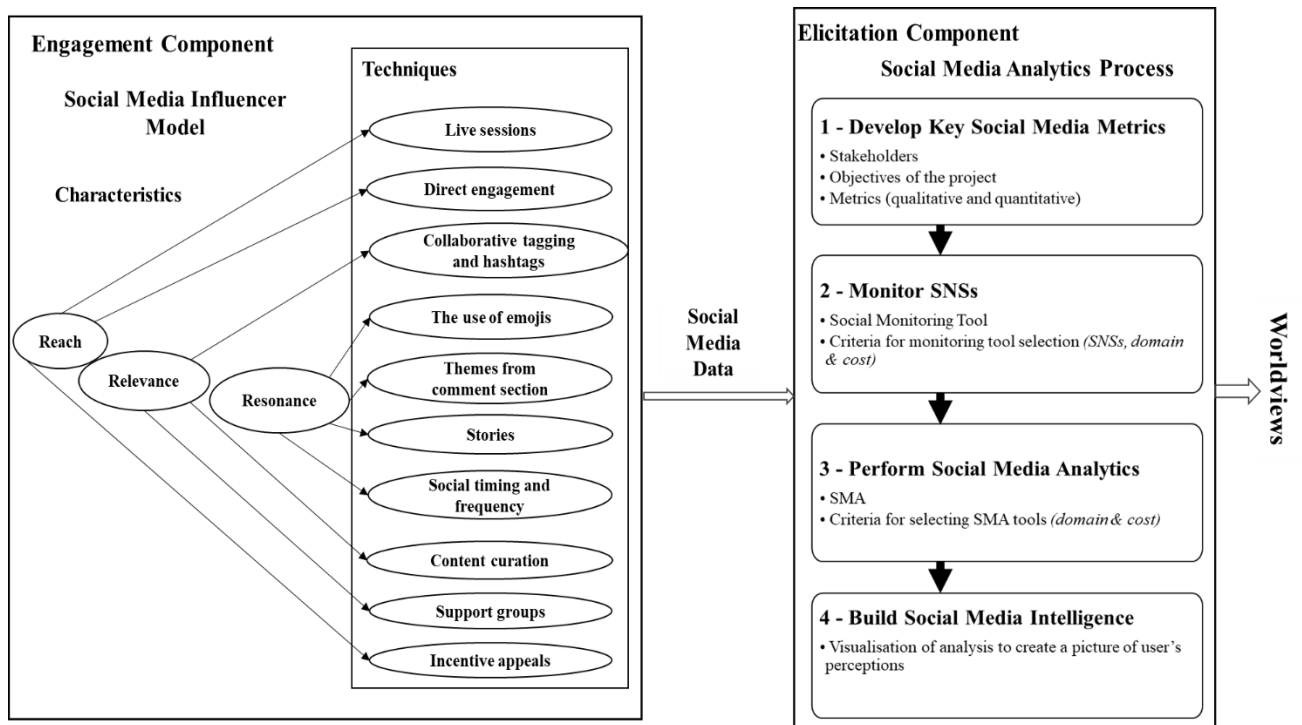 Engagement Component
Social Media Influencer
Model
Characteristics
Reach
Relevance
Resonance
Techniques
Live sessions
Direct engagement
Collaborative tagging
and hashtags
The use of emojis
Themes from
comment section
Stories
Social timing and
frequency
Content curation
Support groups
Incentive appeals
Social
Media
Data
Elicitation Component
Social Media Analytics Process
1 - Develop Key Social Media Metrics
• Stakeholders
• Objectives of the project
• Metrics (qualitative and quantitative)
2 - Monitor SNSs
• Social Monitoring Tool
• Criteria for monitoring tool selection (SNSs, domain
& cost)
3 - Perform Social Media Analytics
• SMA
• Criteria for selecting SMA tools (domain & cost)
4 - Build Social Media Intelligence
• Visualisation of analysis to create a picture of user's
perceptions
Worldviews